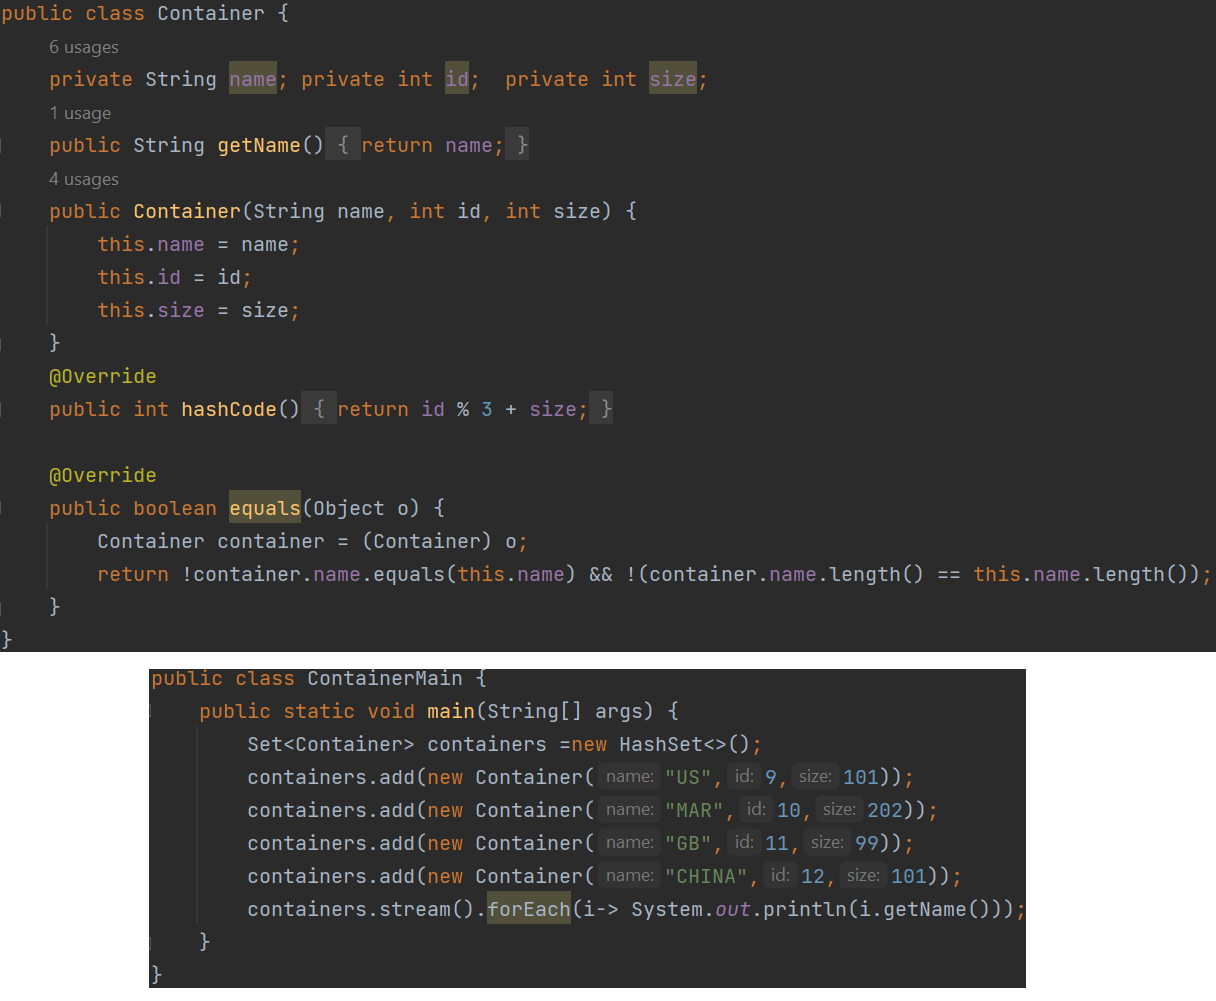 public class Container {
6 usages
private String name; private int id;  private int size;
1 usage
public String getName() { return name; }
4 usages
public Container(String name, int id, int size) {
this.name = name;
this.id = id;
this.size = size;
}
@Override
public int hashCode() { return id % 3 + size; }
@Override
public boolean equals(Object o) {
Container container = (Container) o;
return !container.name.equals(this.name) && !(container.name.length() == this.name.length());
}
}
public class ContainerMain {
public static void main(String[] args) {
Set<Container> containers =new HashSet<>();
containers.add(new Container( name: "US", id: 9, size: 101));
containers.add(new Container( name: "MAR", id: 10, size: 202));
containers.add(new Container( name: "GB", id: 11, size: 99));
containers.add(new Container( name: "CHINA", id: 12, size: 101));
containers.stream().forEach(i-> System.out.println(i.getName()));
}
}